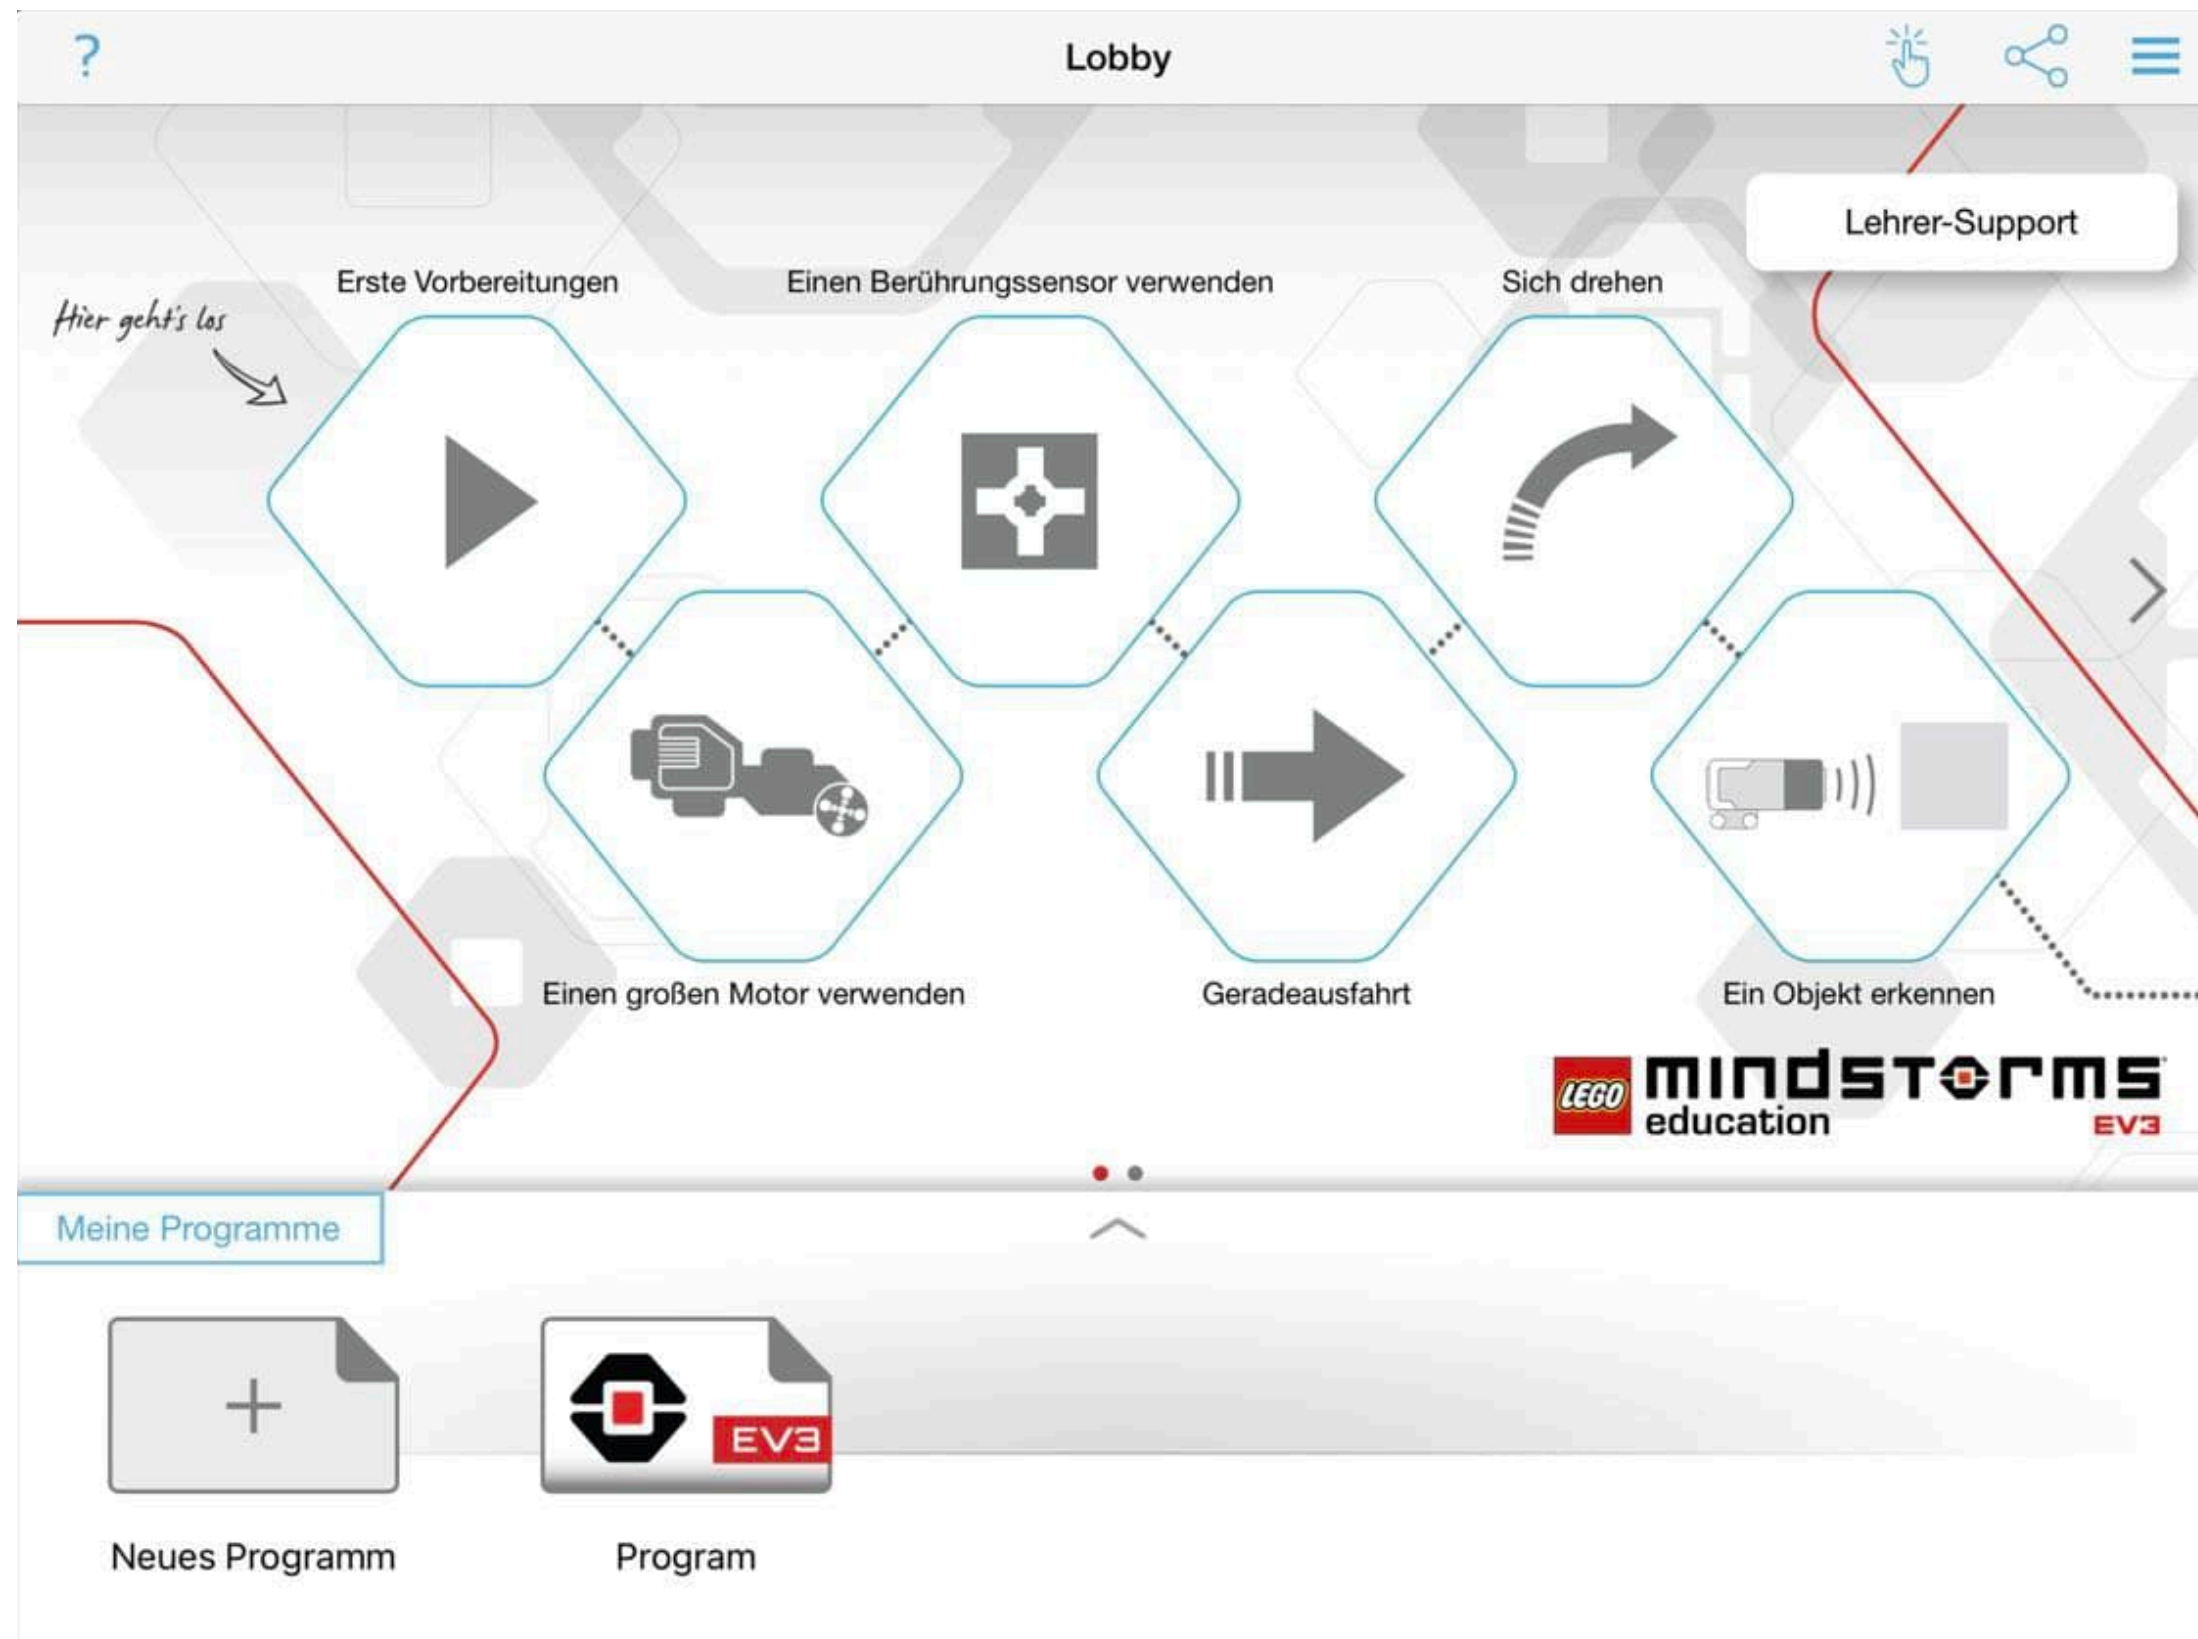 ?
Lobby
Lehrer-Support
Erste Vorbereitungen
Einen Berührungssensor verwenden
Sich drehen
Hier geht's los
Einen großen Motor verwenden
Geradeausfahrt
Ein Objekt erkennen
LEGO mindstorms
education EV3
Meine Programme
EV3
Neues Programm
Program